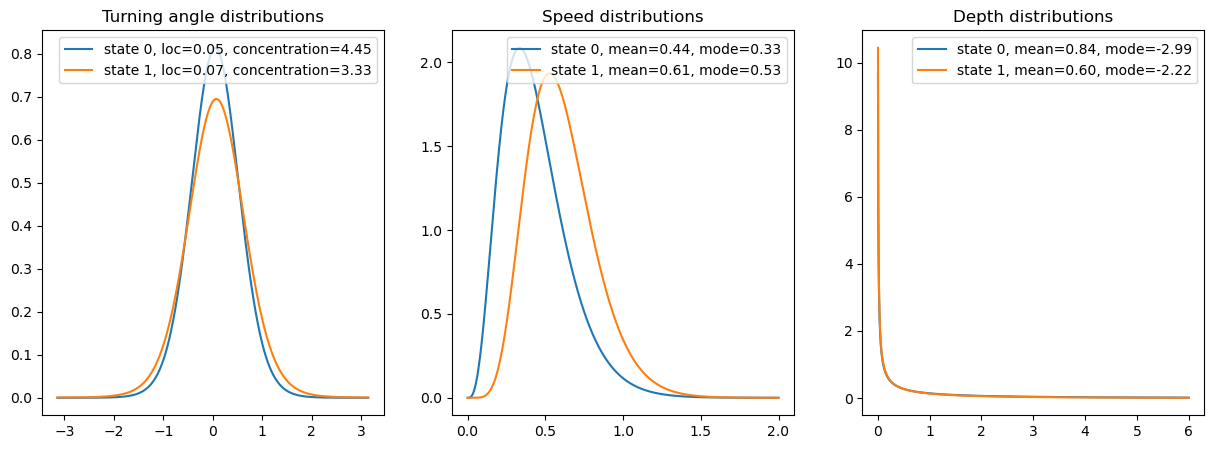 Turning angle distributions
state 0, loc=0.05, concentration=4.45
state 1, loc=0.07, concentration=3.33
0.8
0.7
0.6
0.5
0.4
0.3
0.2
0.1
0.0
−3 −2 −1 0 1 2 3
Speed distributions
state 0, mean=0.44, mode=0.33
state 1, mean=0.61, mode=0.53
2.0
1.5
1.0
0.5
0.0
0.0 0.5 1.0 1.5 2.0
Depth distributions
state 0, mean=0.84, mode=-2.99
state 1, mean=0.60, mode=-2.22
10
8
6
4
2
0
0 1 2 3 4 5 6